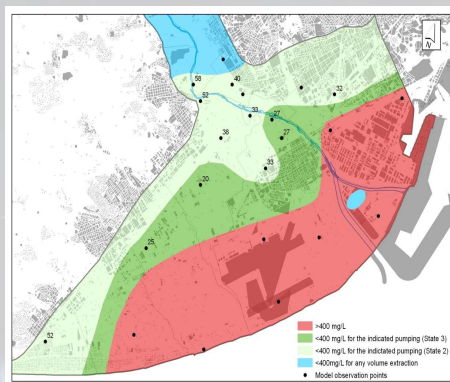 N
58
40
52
32
33
27
38
27
33
20
25
52
>400 mg/L
<400 mg/L for the indicated pumping (State 3)
<400 mg/L for the indictated pumping (State 2)
<400mg/L for any volume extraction
Model observation points